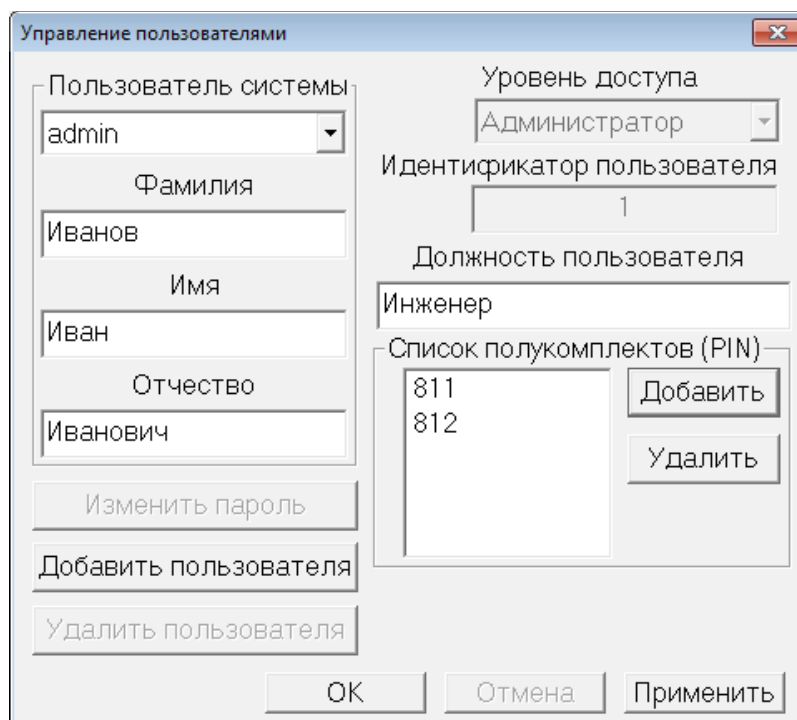 Управление пользователями
Пользователь системы
admin
Фамилия
Иванов
Имя
Иван
Отчество
Иванович
Изменить пароль
Добавить пользователя
Удалить пользователя
Уровень доступа
Администратор
Идентификатор пользователя
1
Должность пользователя
Инженер
Список полукомплектов (PIN)
811
812
Добавить
Удалить
OK
Отмена
Применить